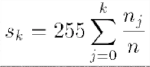 $s_k = 255 \sum_{j=0}^{k} \frac{n_j}{n}$